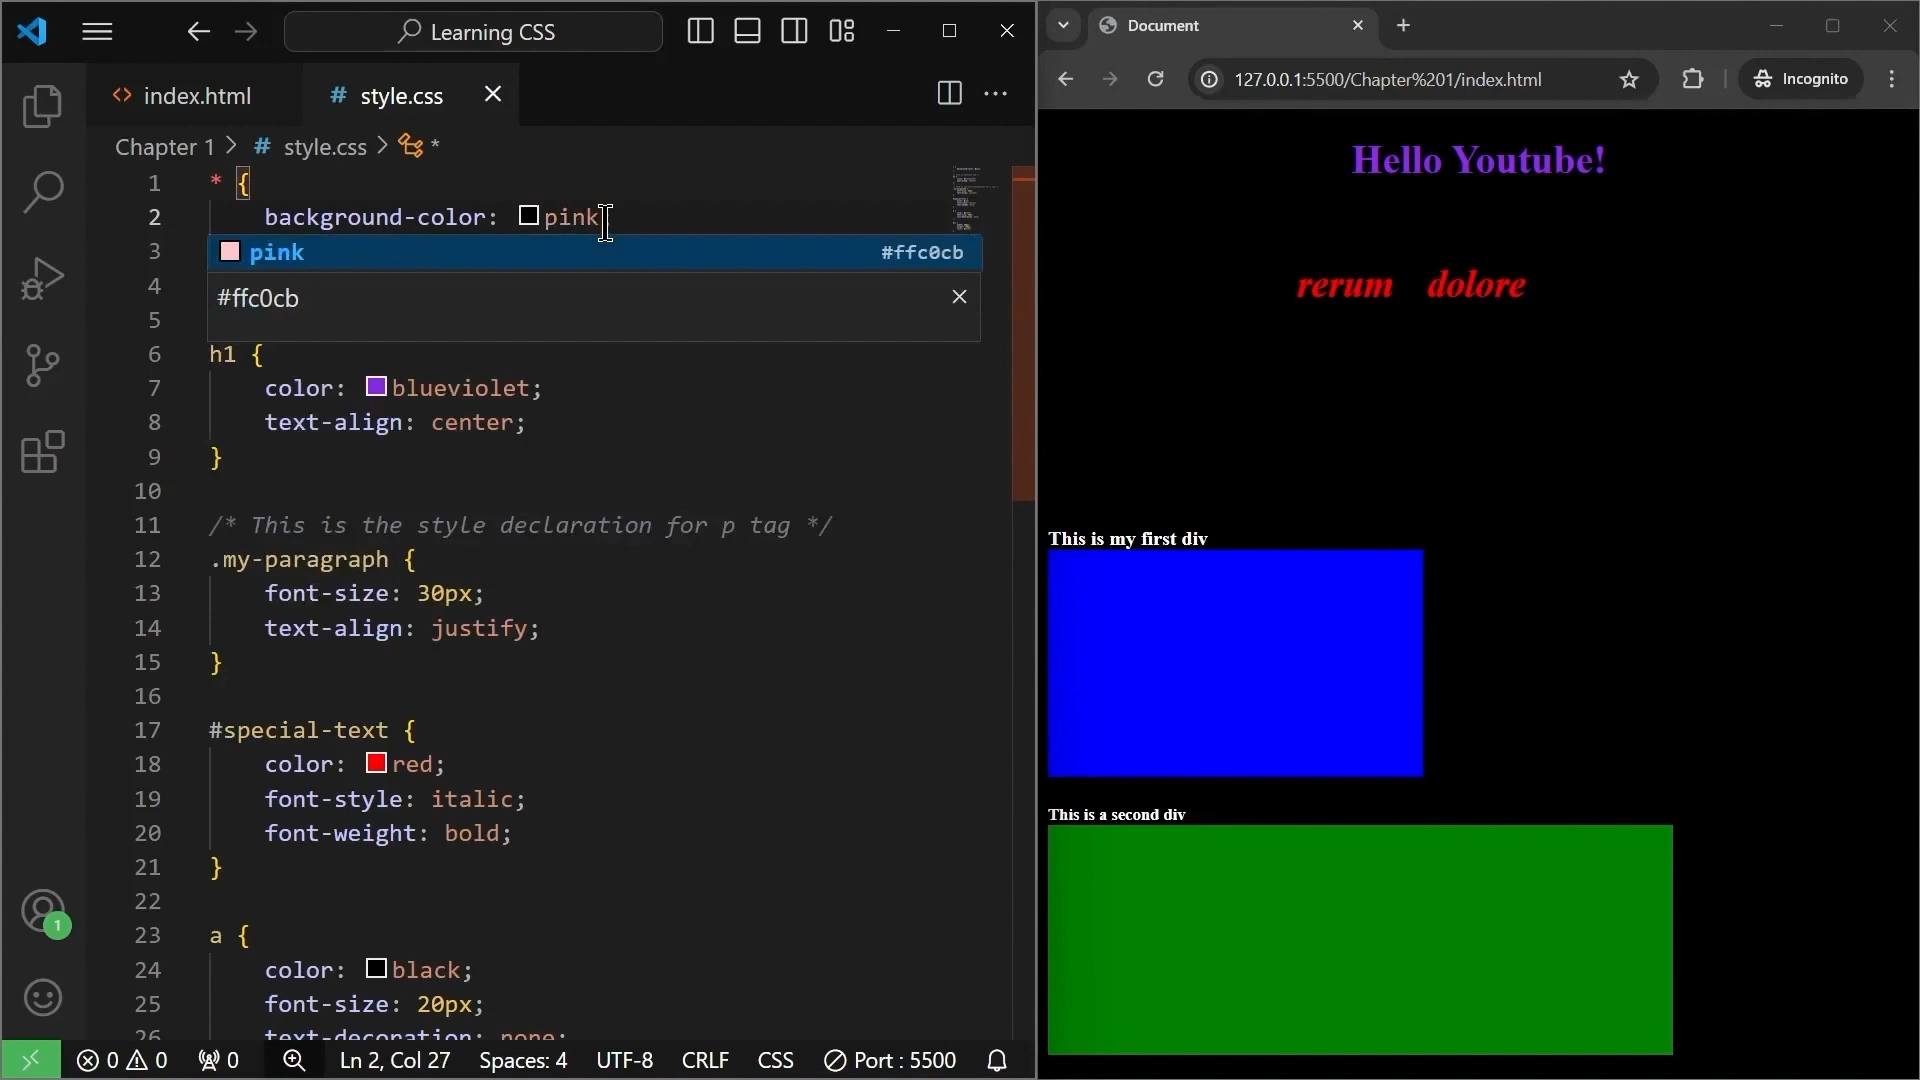 Learning CSS
index.html
# style.css
Chapter 1 > # style.css > *
1 * {
2 background-color: pink
3 pink #ffc0cb
4 #ffc0cb
5
6 h1 {
7 color: blueviolet;
8 text-align: center;
9 }
10
11 /* This is the style declaration for p tag */
12 .my-paragraph {
13 font-size: 30px;
14 text-align: justify;
15 }
16
17 #special-text {
18 color: red;
19 font-style: italic;
20 font-weight: bold;
21 }
22
23 a {
24 color: black;
25 font-size: 20px;
26 text-decoration: none;
1
0 0 0 Ln 2, Col 27 Spaces: 4 UTF-8 CRLF CSS Port : 5500
Document
127.0.0.1:5500/Chapter%201/index.html Incognito
Hello Youtube!
rerum dolore
This is my first div
This is a second div